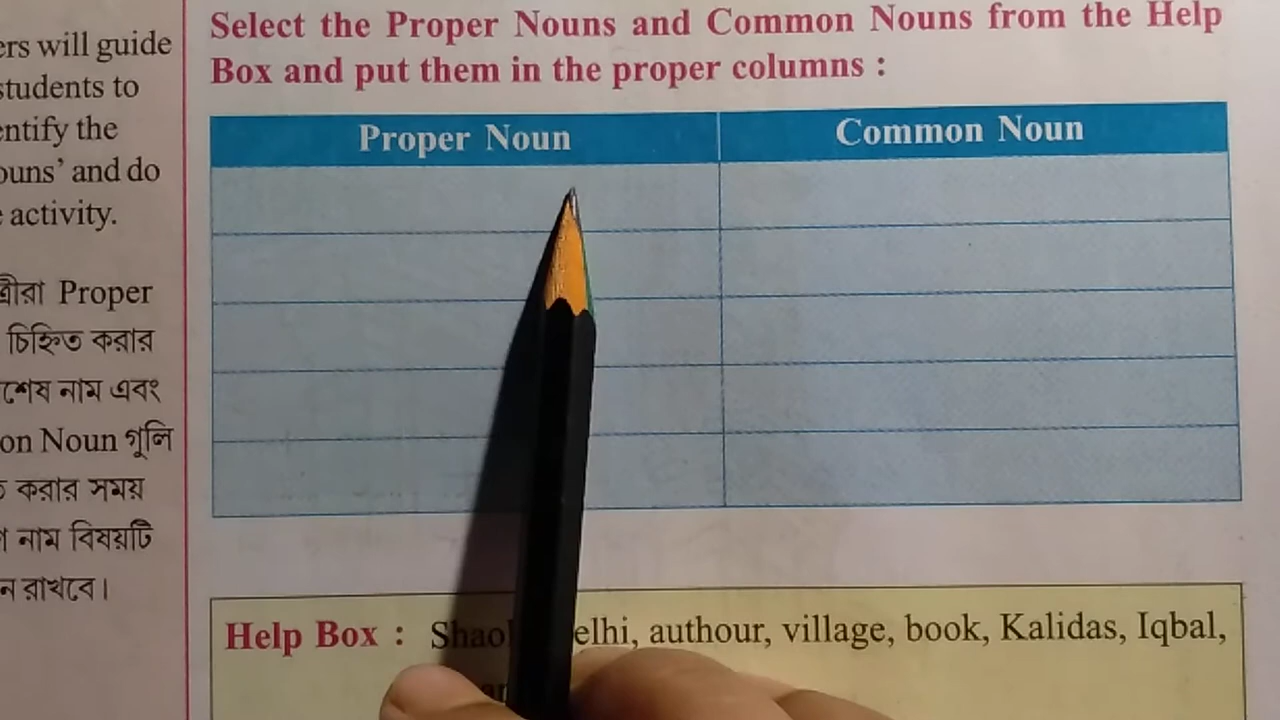 ers will guide
students to
entify the
ouns' and do
activity.
Proper
চিহ্নিত করার
শেষ নাম এবং
on Noun গুলি
করার সময়
নাম বিষয়টি
ন রাখবে।
Select the Proper Nouns and Common Nouns from the Help
Box and put them in the proper columns :
Proper Noun Common Noun
Help Box : elhi, authour, village, book, Kalidas, Iqbal,